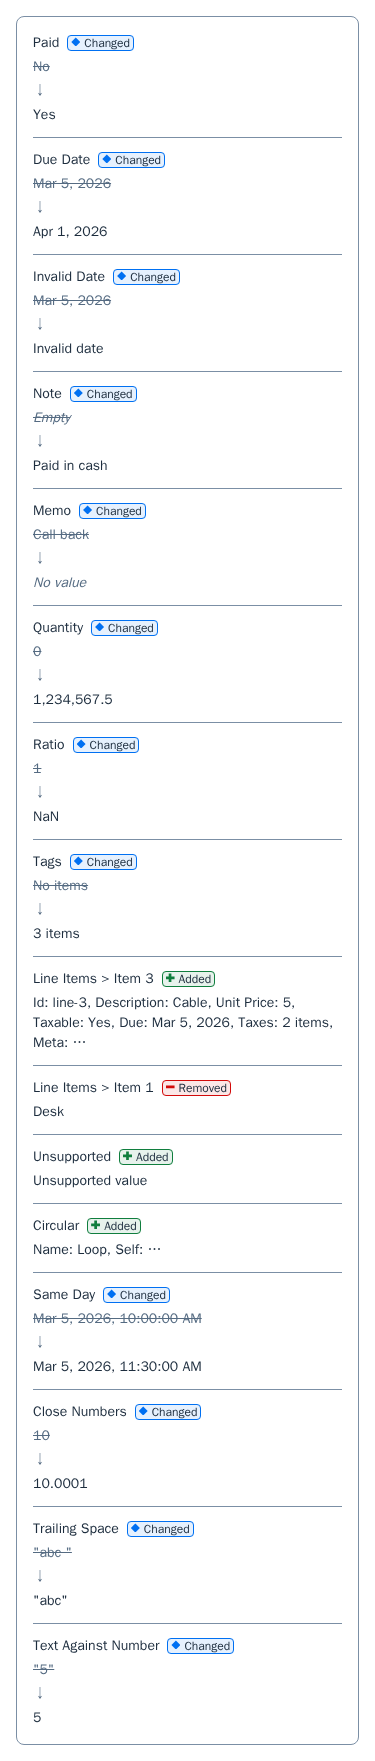 Paid Changed
No
↓
Yes
Due Date Changed
Mar 5, 2026
↓
Apr 1, 2026
Invalid Date Changed
Mar 5, 2026
↓
Invalid date
Note Changed
Empty
↓
Paid in cash
Memo Changed
Call back
↓
No value
Quantity Changed
0
↓
1,234,567.5
Ratio Changed
1
↓
NaN
Tags Changed
No items
↓
3 items
Line Items > Item 3 Added
Id: line-3, Description: Cable, Unit Price: 5,
Taxable: Yes, Due: Mar 5, 2026, Taxes: 2 items,
Meta: ···
Line Items > Item 1 Removed
Desk
Unsupported Added
Unsupported value
Circular Added
Name: Loop, Self: ···
Same Day Changed
Mar 5, 2026, 10:00:00 AM
↓
Mar 5, 2026, 11:30:00 AM
Close Numbers Changed
10
↓
10.0001
Trailing Space Changed
"abc "
↓
"abc"
Text Against Number Changed
"5"
↓
5